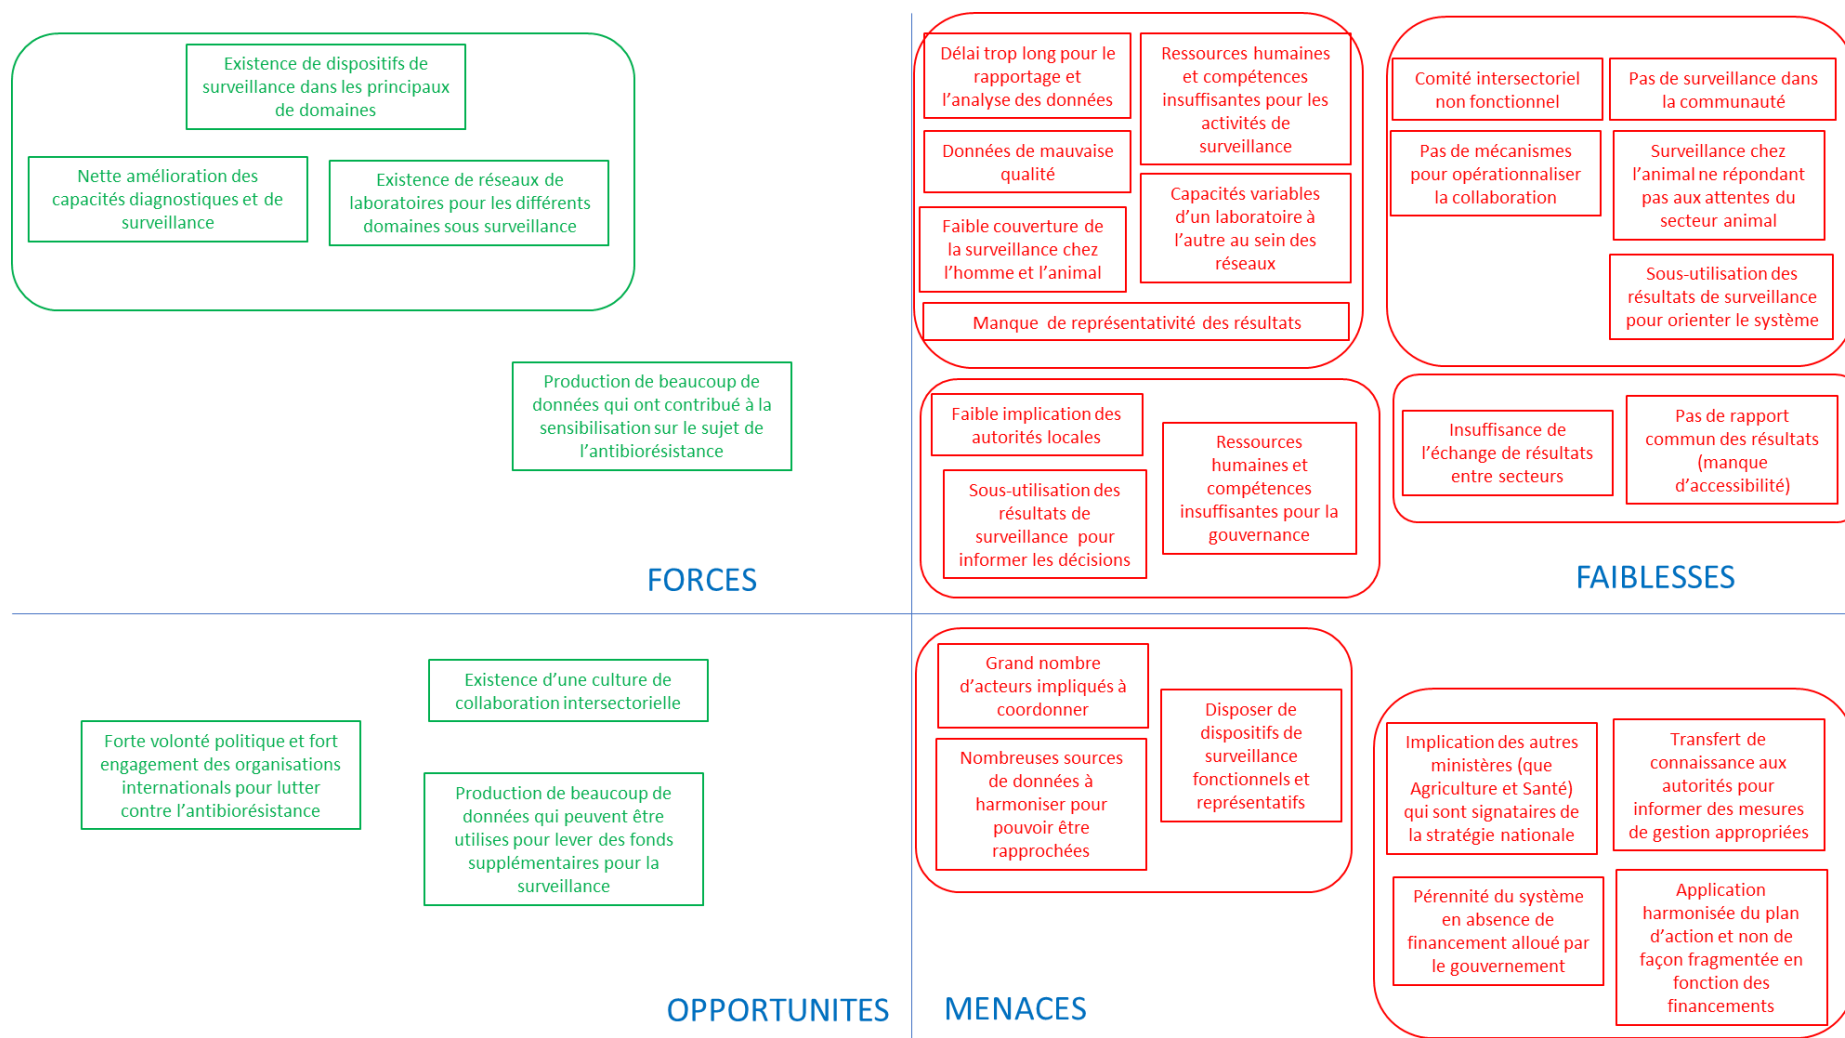 Existence de dispositifs de
surveillance dans les principaux
de domaines
Nette amélioration des
capacités diagnostiques et de
surveillance
Existence de réseaux de
laboratoires pour les différents
domaines sous surveillance
Production de beaucoup de
données qui ont contribué à la
sensibilisation sur le sujet de
l'antibiorésistance
FORCES
Délai trop long pour le
rapportage et
l'analyse des données
Ressources humaines
et compétences
insuffisantes pour les
activités de
surveillance
Données de mauvaise
qualité
Capacités variables
d'un laboratoire à
l'autre au sein des
réseaux
Faible couverture de
la surveillance chez
l'homme et l'animal
Manque de représentativité des résultats
Comité intersectoriel
non fonctionnel
Pas de surveillance dans
la communauté
Pas de mécanismes
pour opérationnaliser
la collaboration
Surveillance chez
l'animal ne répondant
pas aux attentes du
secteur animal
Sous-utilisation des
résultats de surveillance
pour orienter le système
Faible implication des
autorités locales
Ressources
humaines et
compétences
insuffisantes pour la
gouvernance
Sous-utilisation des
résultats de
surveillance pour
informer les décisions
Insuffisance de
l'échange de résultats
entre secteurs
Pas de rapport
commun des résultats
(manque
d'accessibilité)
FAIBLESSES
Existence d'une culture de
collaboration intersectorielle
Forte volonté politique et fort
engagement des organisations
internationals pour lutter
contre l'antibiorésistance
Production de beaucoup de
données qui peuvent être
utilises pour lever des fonds
supplémentaires pour la
surveillance
OPPORTUNITES
Grand nombre
d'acteurs impliqués à
coordonner
Disposer de
dispositifs de
surveillance
fonctionnels et
représentatifs
Nombreuses sources
de données à
harmoniser pour
pouvoir être
rapprochées
Implication des autres
ministères (que
Agriculture et Santé)
qui sont signataires de
la stratégie nationale
Transfert de
connaissance aux
autorités pour
informer des mesures
de gestion appropriées
Pérennité du système
en absence de
financement alloué par
le gouvernement
Application
harmonisée du plan
d'action et non de
façon fragmentée en
fonction des
financements
MENACES